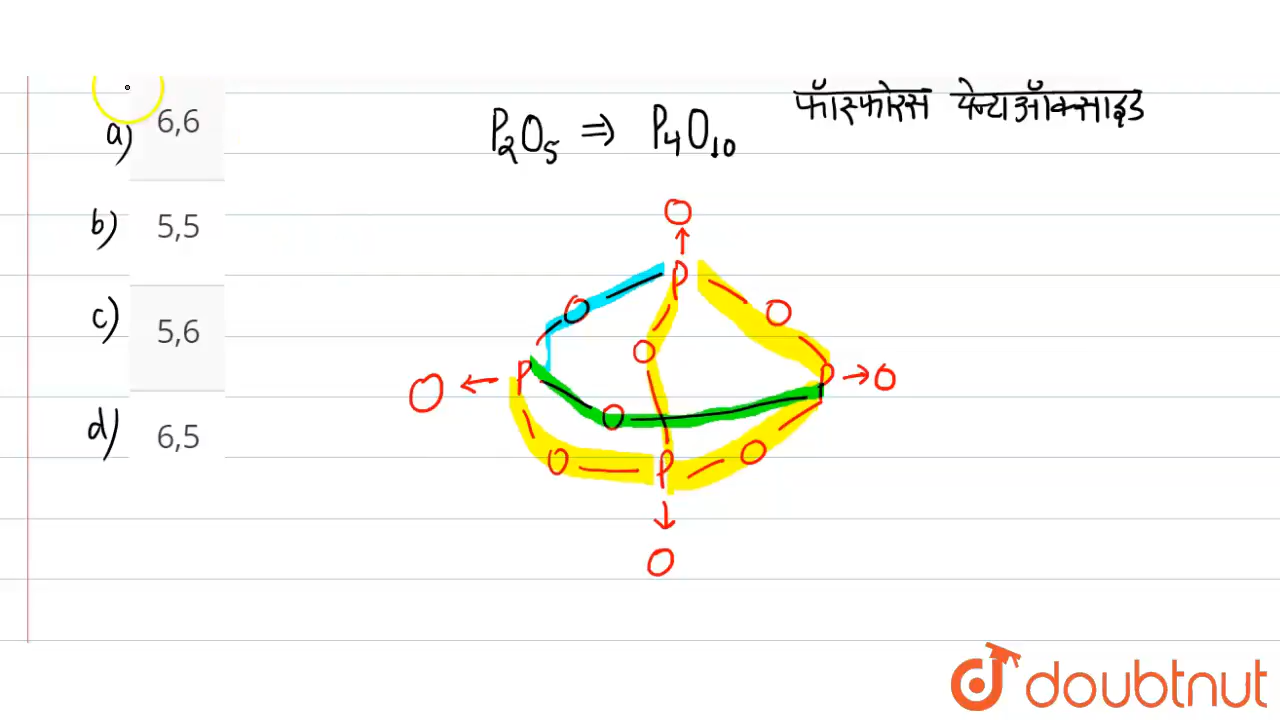 फॉस्फोरस पेन्टाऑक्साइड
P₂O₅ ⇒ P₄O₁₀
a) 6,6
b) 5,5
c) 5,6
d) 6,5
O
↑
P
O O
O
O ← P P → O
O
O P O
↓
O
doubtnut